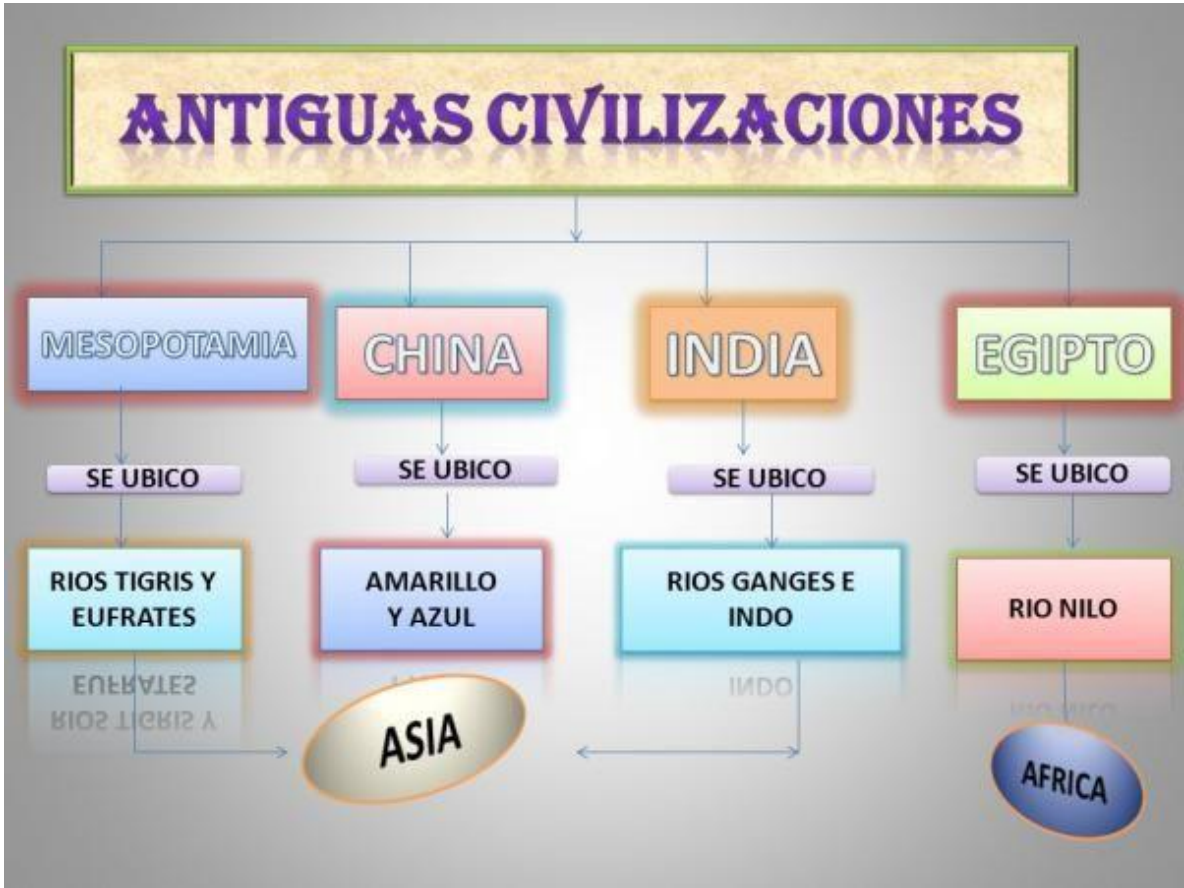 ANTIGUAS CIVILIZACIONES
MESOPOTAMIA
CHINA
INDIA
EGIPTO
SE UBICO
SE UBICO
SE UBICO
SE UBICO
RIOS TIGRIS Y
EUFRATES
AMARILLO
Y AZUL
RIOS GANGES E
INDO
RIO NILO
ASIA
AFRICA